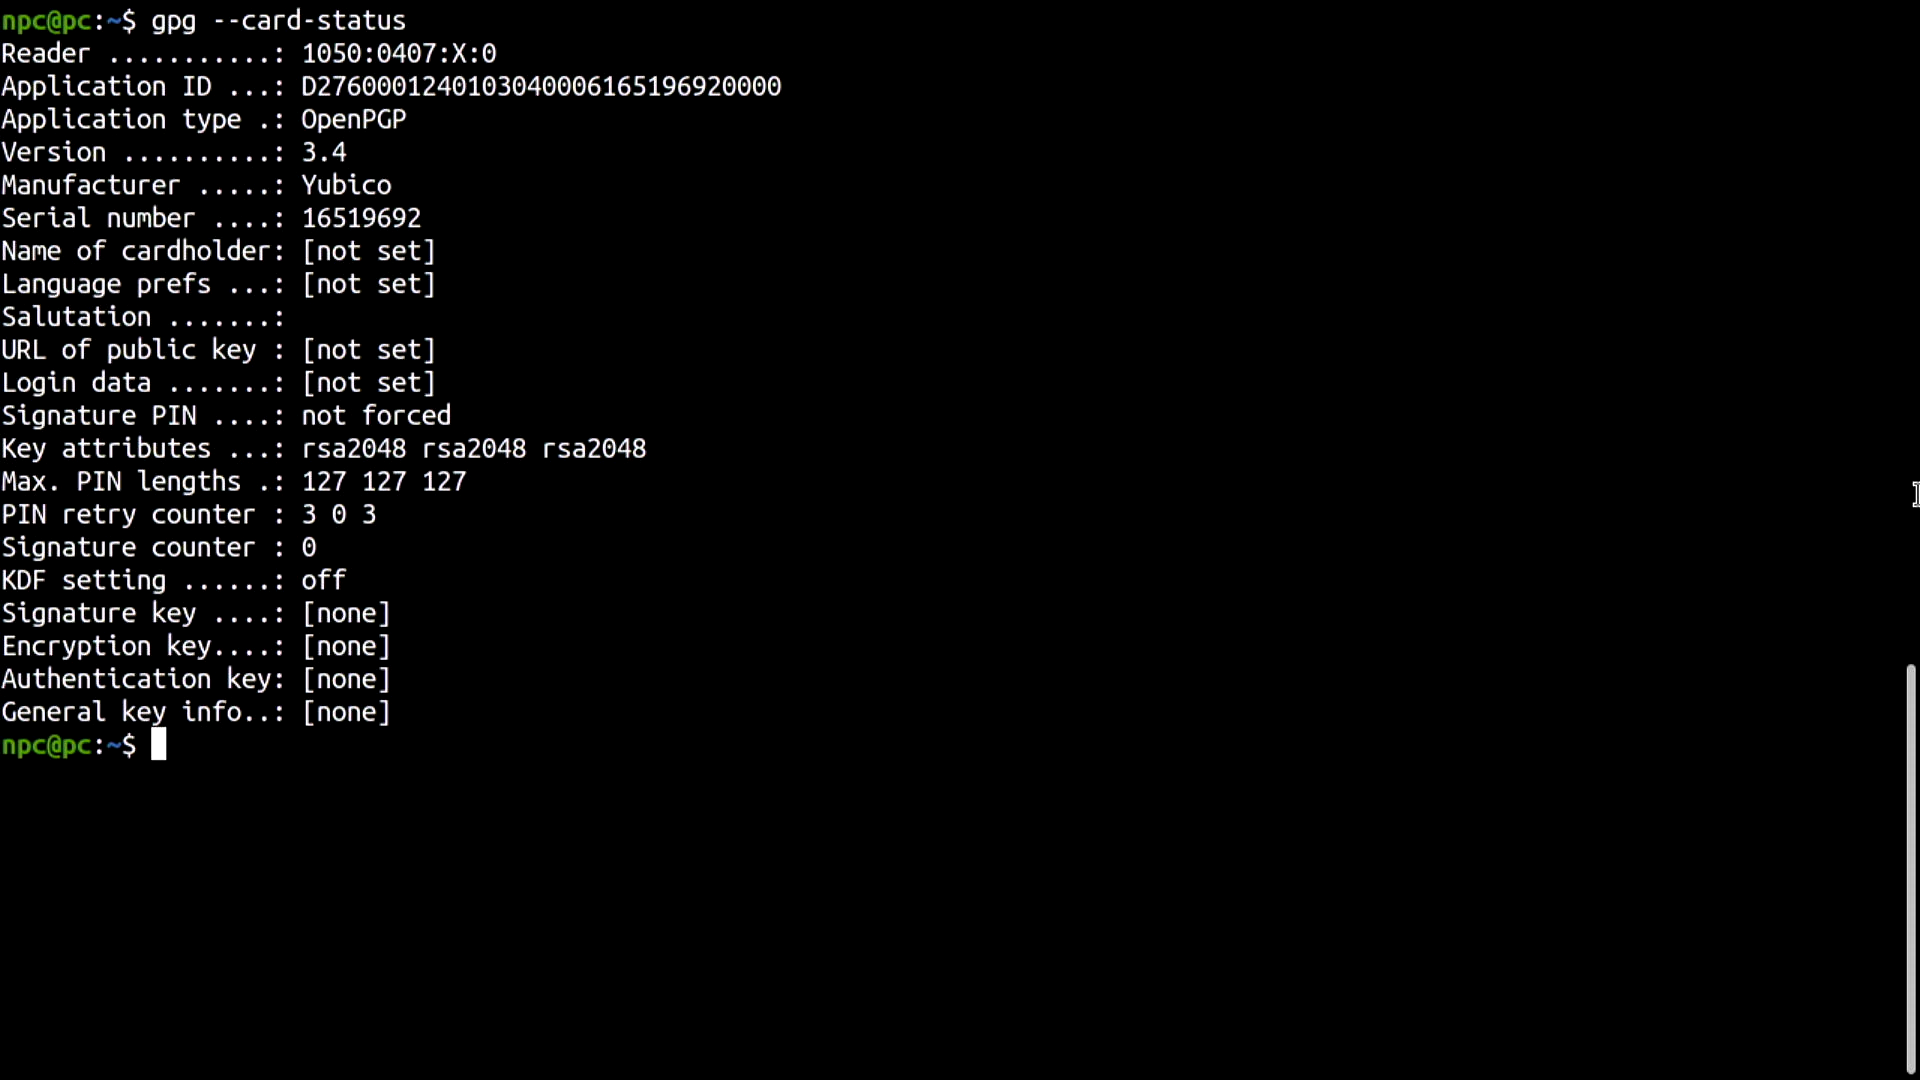 npc@pc:~$ gpg --card-status
Reader ...........: 1050:0407:X:0
Application ID ...: D2760001240103040006165196920000
Application type .: OpenPGP
Version ..........: 3.4
Manufacturer .....: Yubico
Serial number ....: 16519692
Name of cardholder: [not set]
Language prefs ...: [not set]
Salutation .......:
URL of public key : [not set]
Login data .......: [not set]
Signature PIN ....: not forced
Key attributes ...: rsa2048 rsa2048 rsa2048
Max. PIN lengths .: 127 127 127
PIN retry counter : 3 0 3
Signature counter : 0
KDF setting ......: off
Signature key ....: [none]
Encryption key....: [none]
Authentication key: [none]
General key info..: [none]
npc@pc:~$